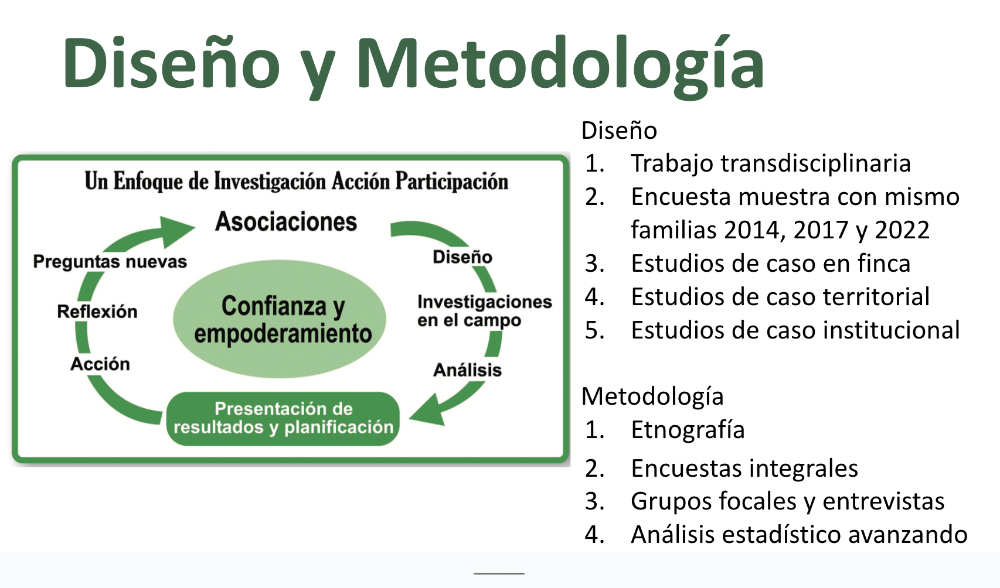 Diseño y Metodología
Un Enfoque de Investigación Acción Participación
Asociaciones
Diseño
Investigaciones
en el campo
Análisis
Presentación de
resultados y planificación
Acción
Reflexión
Preguntas nuevas
Confianza y
empoderamiento
Diseño
1. Trabajo transdisciplinaria
2. Encuesta muestra con mismo
familias 2014, 2017 y 2022
3. Estudios de caso en finca
4. Estudios de caso territorial
5. Estudios de caso institucional
Metodología
1. Etnografía
2. Encuestas integrales
3. Grupos focales y entrevistas
4. Análisis estadístico avanzando